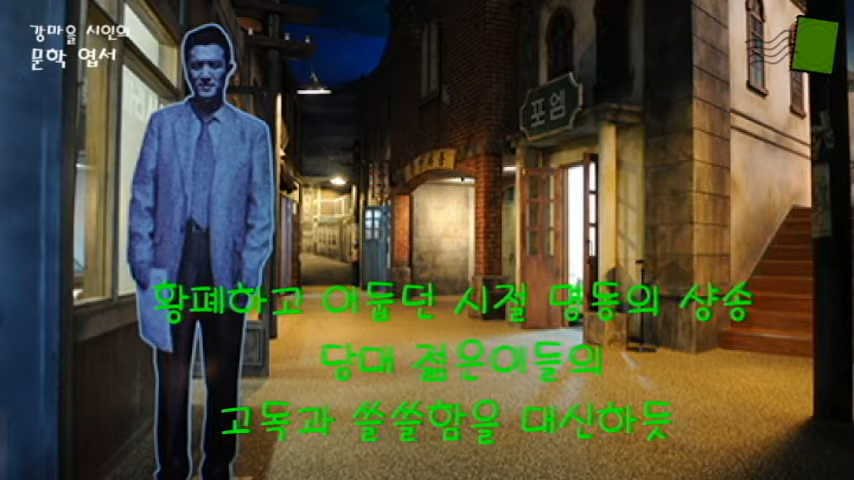 강마을 시인의
문학 엽서
포엠
황폐하고 어둡던 시절 명동의 샹송
당대 젊은이들의
고독과 쓸쓸함을 대신하듯